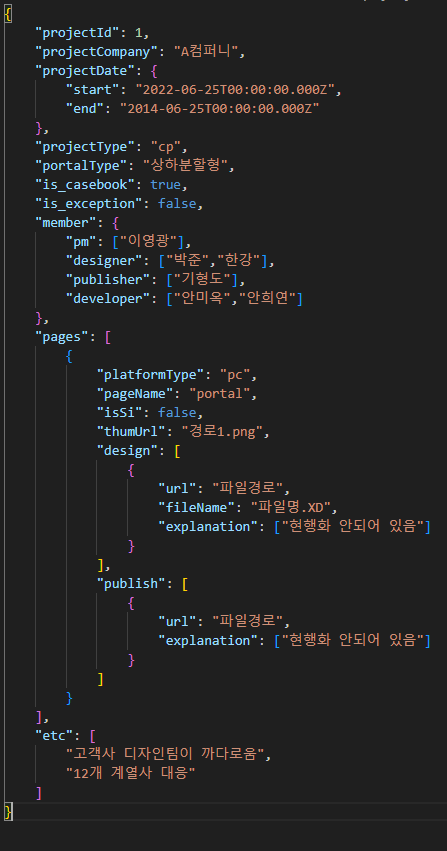 {
"projectId": 1,
"projectCompany": "A컴퍼니",
"projectDate": {
"start": "2022-06-25T00:00:00.000Z",
"end": "2014-06-25T00:00:00.000Z"
},
"projectType": "cp",
"portalType": "상하분할형",
"is_casebook": true,
"is_exception": false,
"member": {
"pm": ["이영광"],
"designer": ["박준","한강"],
"publisher": ["기형도"],
"developer": ["안미옥","안희연"]
},
"pages": [
{
"platformType": "pc",
"pageName": "portal",
"isSi": false,
"thumUrl": "경로1.png",
"design": [
{
"url": "파일경로",
"fileName": "파일명.XD",
"explanation": ["현행화 안되어 있음"]
}
],
"publish": [
{
"url": "파일경로",
"explanation": ["현행화 안되어 있음"]
}
]
}
],
"etc": [
"고객사 디자인팀이 까다로움",
"12개 계열사 대응"
]
}